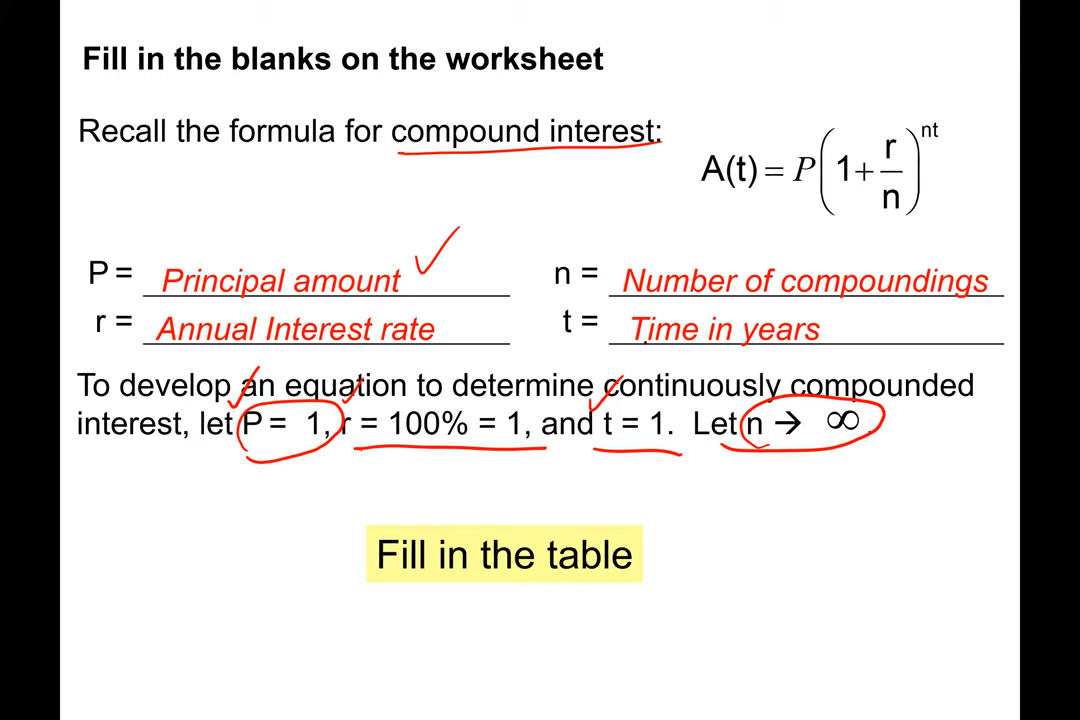 Fill in the blanks on the worksheet
Recall the formula for compound interest:
A(t) = P(1 + r/n)^nt
P = Principal amount
n = Number of compoundings
r = Annual Interest rate
t = Time in years
To develop an equation to determine continuously compounded
interest, let P = 1, r = 100% = 1, and t = 1. Let n → ∞.
Fill in the table